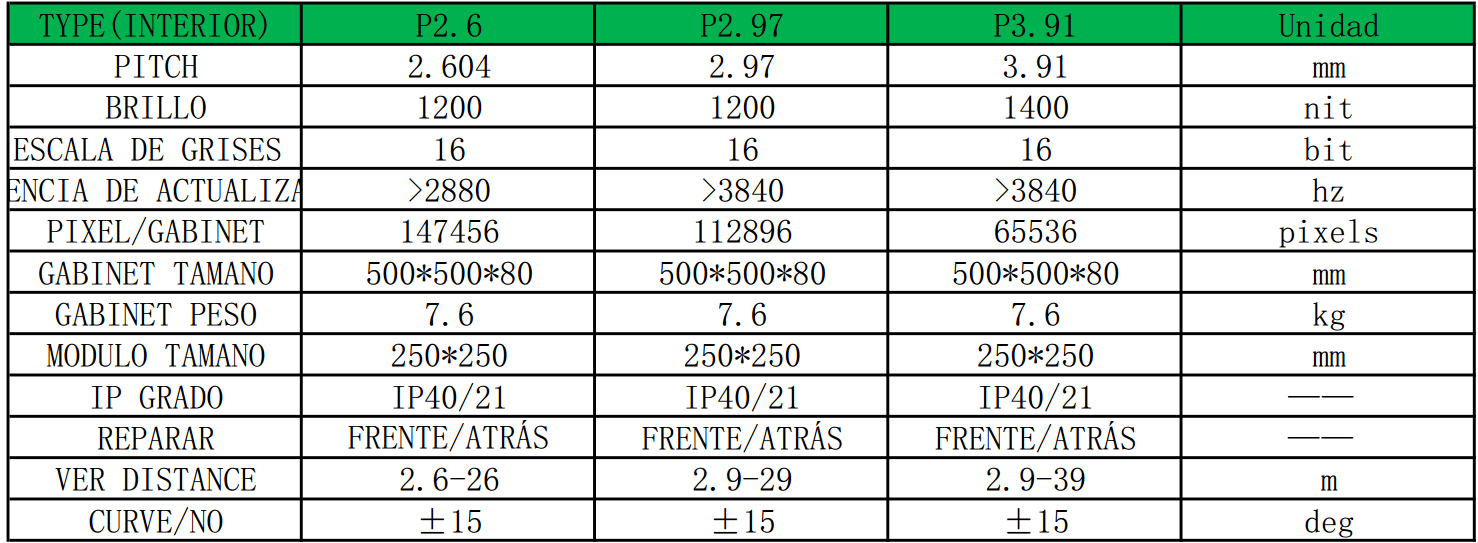 TYPE(INTERIOR) P2.6 P2.97 P3.91 Unidad
PITCH 2.604 2.97 3.91 mm
BRILLO 1200 1200 1400 nit
ESCALA DE GRISES 16 16 16 bit
ENCIA DE ACTUALIZA >2880 >3840 >3840 hz
PIXEL/GABINET 147456 112896 65536 pixels
GABINET TAMANO 500*500*80 500*500*80 500*500*80 mm
GABINET PESO 7.6 7.6 7.6 kg
MODULO TAMANO 250*250 250*250 250*250 mm
IP GRADO IP40/21 IP40/21 IP40/21 ——
REPARAR FRENTE/ATRÁS FRENTE/ATRÁS FRENTE/ATRÁS ——
VER DISTANCE 2.6-26 2.9-29 2.9-39 m
CURVE/NO ±15 ±15 ±15 deg